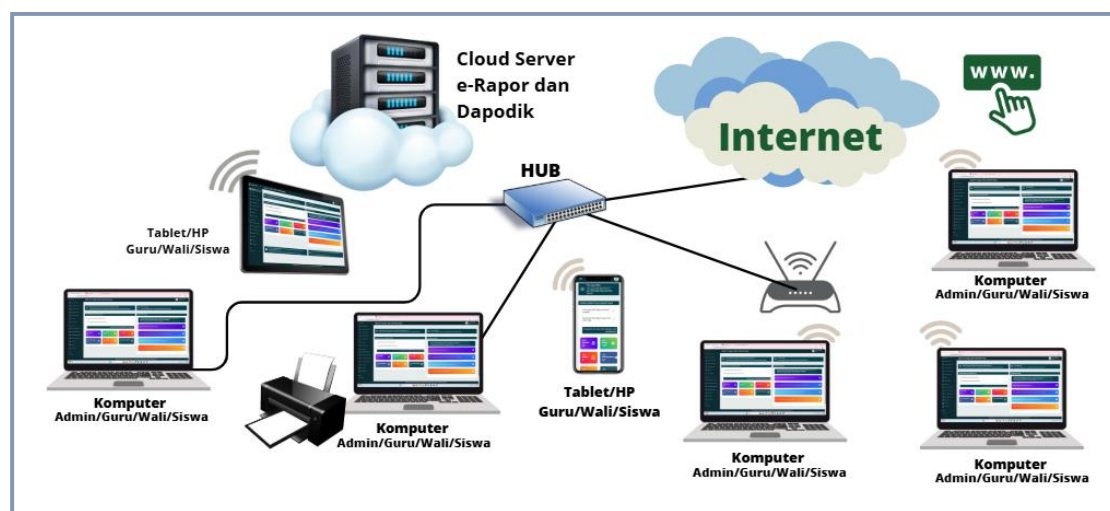 Cloud Server
e-Rapor dan
Dapodik
Internet
www.
HUB
Tablet/HP
Guru/Wali/Siswa
Komputer
Admin/Guru/Wali/Siswa
Komputer
Admin/Guru/Wali/Siswa
Komputer
Admin/Guru/Wali/Siswa
Tablet/HP
Guru/Wali/Siswa
Komputer
Admin/Guru/Wali/Siswa
Komputer
Admin/Guru/Wali/Siswa